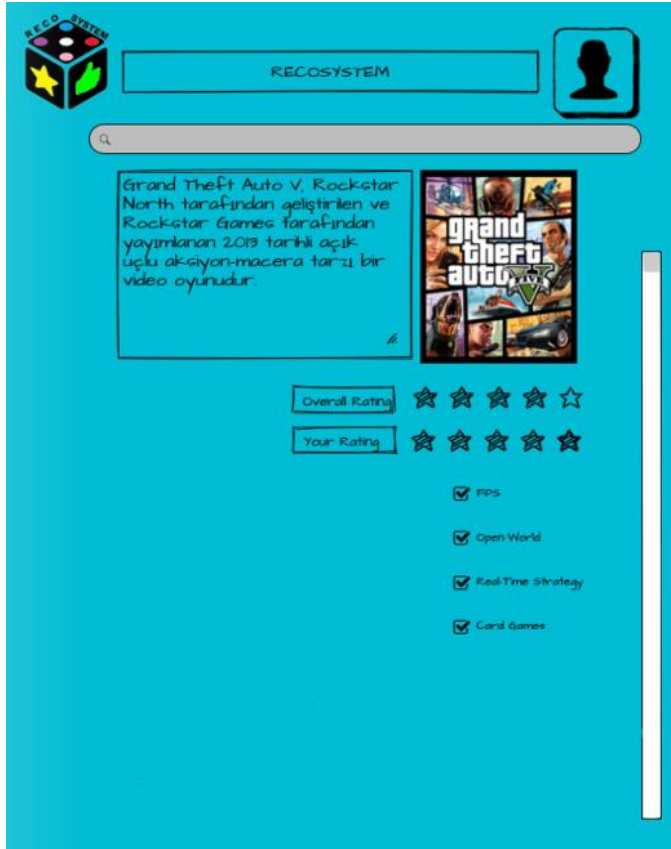 RECO SYSTEM
RECOSYSTEM
Grand Theft Auto V, Rockstar
North tarafından geliştirilen ve
Rockstar Games tarafından
yayımlanan 2013 tarihli açık
uçlu aksiyon-macera tarzı bir
video oyunudur.
grand
theft
auto V
FIVE
Overall Rating
Your Rating
FPS
Open-World
Real-Time Strategy
Card Games